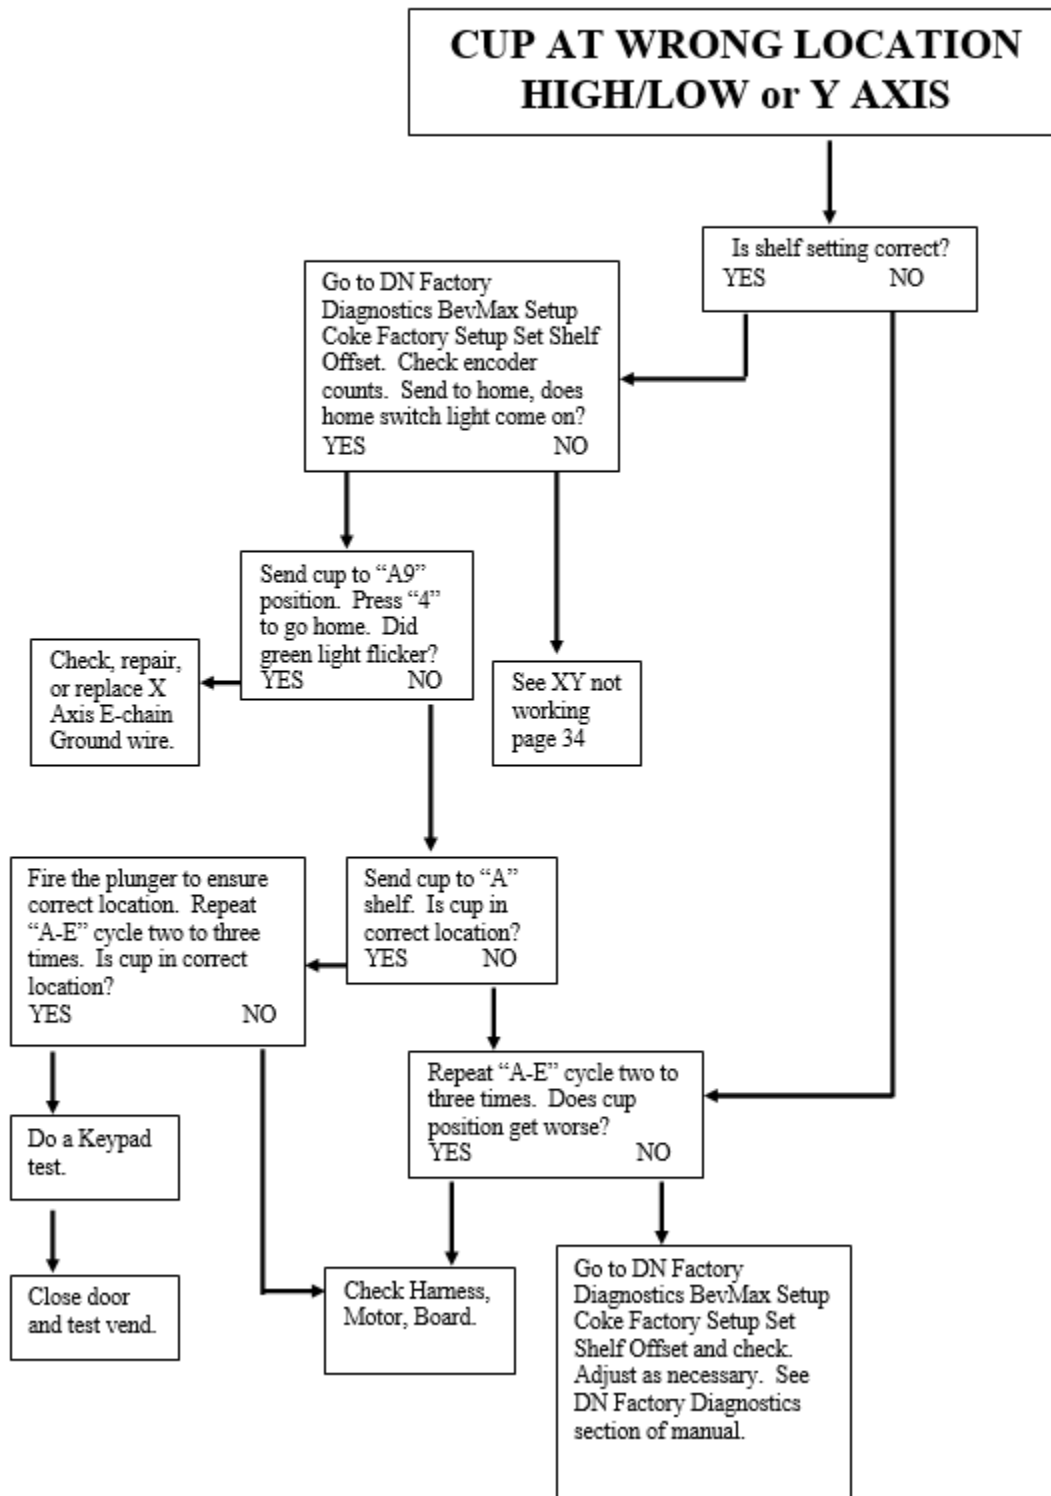 CUP AT WRONG LOCATION
HIGH/LOW or Y AXIS
Is shelf setting correct?
YES NO
Go to DN Factory
Diagnostics BevMax Setup
Coke Factory Setup Set Shelf
Offset. Check encoder
counts. Send to home, does
home switch light come on?
YES NO
Send cup to “A9”
position. Press “4”
to go home. Did
green light flicker?
YES NO
Check, repair,
or replace X
Axis E-chain
Ground wire.
See XY not
working
page 34
Fire the plunger to ensure
correct location. Repeat
“A-E” cycle two to three
times. Is cup in correct
location?
YES NO
Send cup to “A”
shelf. Is cup in
correct location?
YES NO
Repeat “A-E” cycle two to
three times. Does cup
position get worse?
YES NO
Do a Keypad
test.
Close door
and test vend.
Check Harness,
Motor, Board.
Go to DN Factory
Diagnostics BevMax Setup
Coke Factory Setup Set
Shelf Offset and check.
Adjust as necessary. See
DN Factory Diagnostics
section of manual.